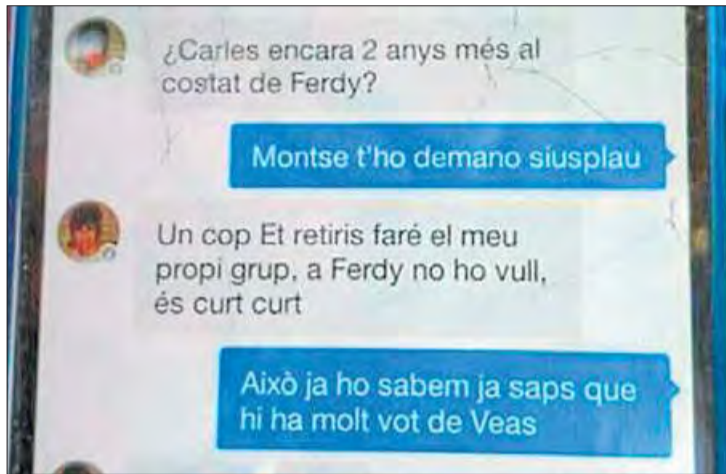 ¿Carles encara 2 anys més al
costat de Ferdy?
Montse t'ho demano siusplau
Un cop Et retiris faré el meu
propi grup, a Ferdy no ho vull,
és curt curt
Això ja ho sabem ja saps que
hi ha molt vot de Veas